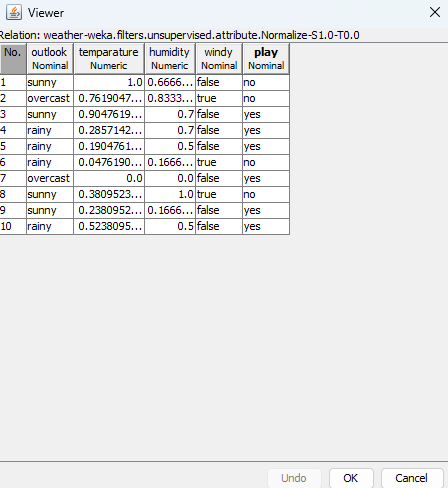 Viewer
Relation: weather-weka.filters.unsupervised.attribute.Normalize-S1.0-T0.0
No. outlook temparature humidity windy play
Nominal Numeric Numeric Nominal Nominal
1 sunny 1.0 0.6666... false no
2 overcast 0.7619047... 0.8333... true no
3 sunny 0.9047619... 0.7 false yes
4 rainy 0.2857142... 0.7 false yes
5 rainy 0.1904761... 0.5 false yes
6 rainy 0.0476190... 0.1666... true no
7 overcast 0.0 0.0 false yes
8 sunny 0.3809523... 1.0 true no
9 sunny 0.2380952... 0.1666... false yes
10 rainy 0.5238095... 0.5 false yes
Undo OK Cancel